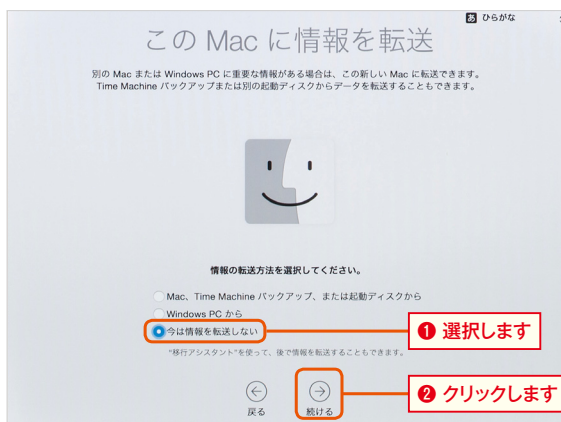 あ ひらがな
この Mac に情報を転送
別の Mac または Windows PC に重要な情報がある場合は、この新しい Mac に転送できます。
Time Machine バックアップまたは別の起動ディスクからデータを転送することもできます。
情報の転送方法を選択してください。
Mac、Time Machine バックアップ、または起動ディスクから
Windows PC から
今は情報を転送しない
❶ 選択します
"移行アシスタント"を使って、後で情報を転送することもできます。
❷ クリックします
戻る
続ける